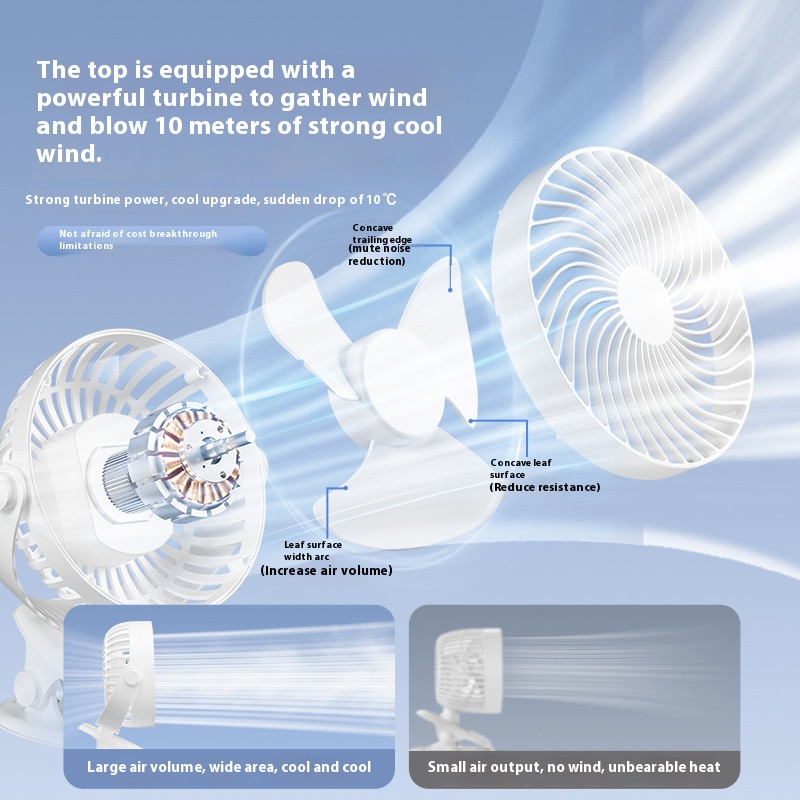 The top is equipped with a
powerful turbine to gather wind
and blow 10 meters of strong cool
wind.
Strong turbine power, cool upgrade, sudden drop of 10℃
Not afraid of cost breakthrough
limitations
Concave
trailing edge
(mute noise
reduction)
Concave leaf
surface
(Reduce resistance)
Leaf surface
width arc
(Increase air volume)
Large air volume, wide area, cool and cool
Small air output, no wind, unbearable heat